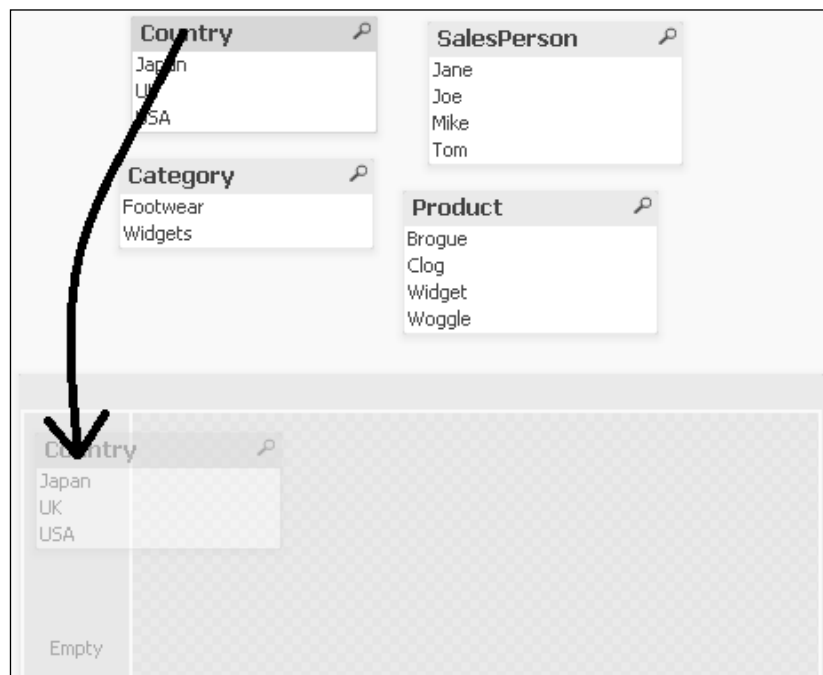 Country
Japan
UK
USA
SalesPerson
Jane
Joe
Mike
Tom
Category
Footwear
Widgets
Product
Brogue
Clog
Widget
Woggle
Country
Japan
UK
USA
Empty